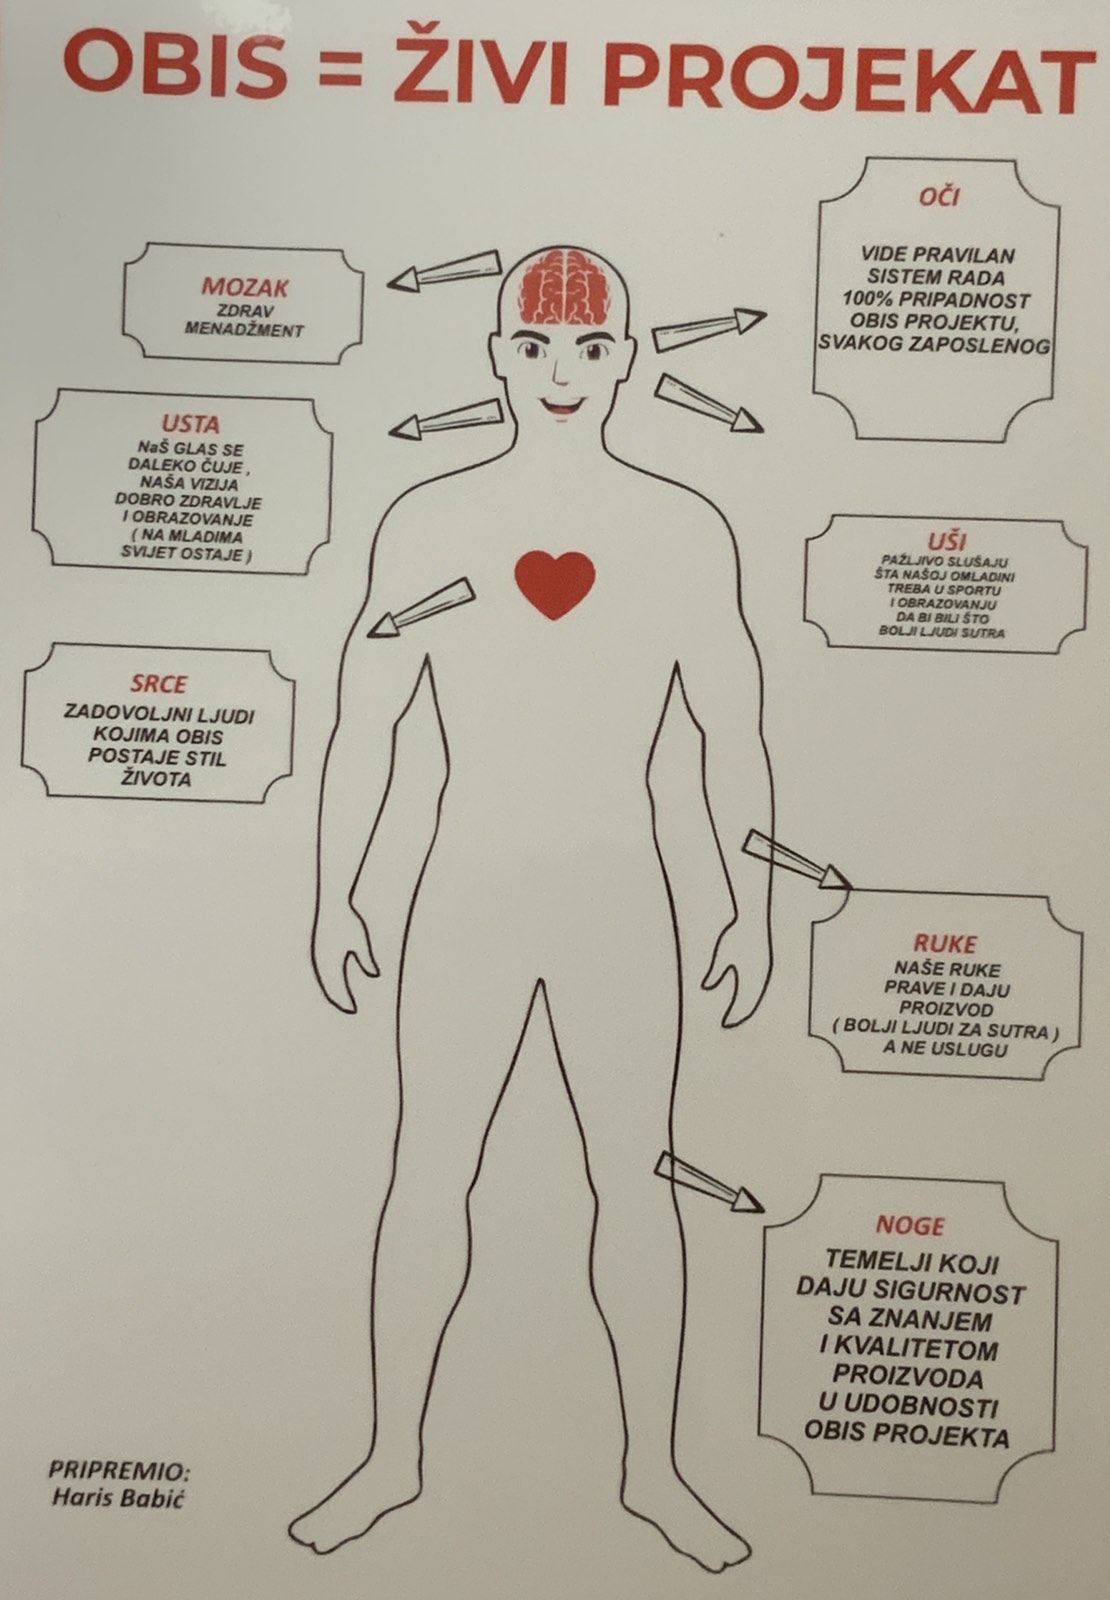 OBIS = ŽIVI PROJEKAT
MOZAK
ZDRAV
MENADŽMENT
OČI
VIDE PRAVILAN
SISTEM RADA
100% PRIPADNOST
OBIS PROJEKTU,
SVAKOG ZAPOSLENOG
USTA
NaŠ GLAS SE
DALEKO ČUJE ,
NAŠA VIZIJA
DOBRO ZDRAVLJE
I OBRAZOVANJE
( NA MLADIMA
SVIJET OSTAJE )
UŠI
PAŽLJIVO SLUŠAJU
ŠTA NAŠOJ OMLADINI
TREBA U SPORTU
I OBRAZOVANJU
DA BI BILI ŠTO
BOLJI LJUDI SUTRA
SRCE
ZADOVOLJNI LJUDI
KOJIMA OBIS
POSTAJE STIL
ŽIVOTA
RUKE
NAŠE RUKE
PRAVE I DAJU
PROIZVOD
( BOLJI LJUDI ZA SUTRA )
A NE USLUGU
NOGE
TEMELJI KOJI
DAJU SIGURNOST
SA ZNANJEM
I KVALITETOM
PROIZVODA
U UDOBNOSTI
OBIS PROJEKTA
PRIPREMIO:
Haris Babić